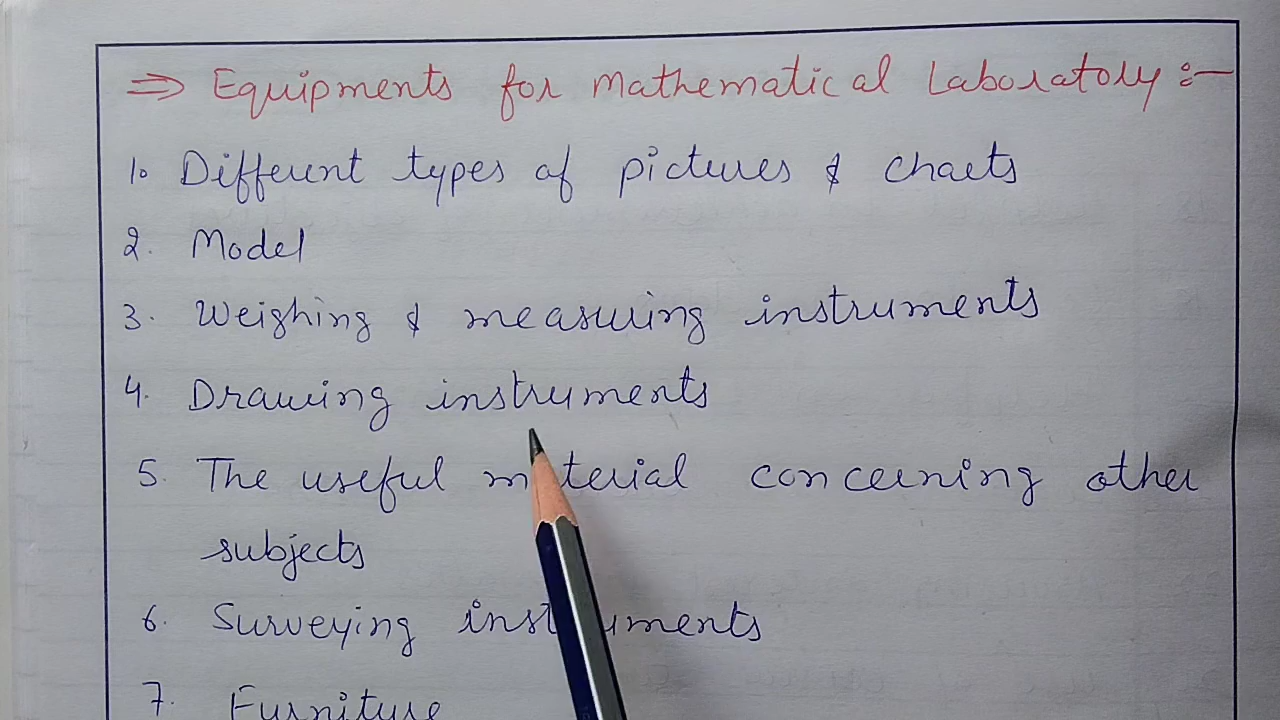 ⇒ Equipments for Mathematical Laboratory :-
1. Different types of pictures & charts
2. Model
3. Weighing & measuring instruments
4. Drawing instruments
5. The useful material concerning other
subjects
6. Surveying instruments
7. Furniture